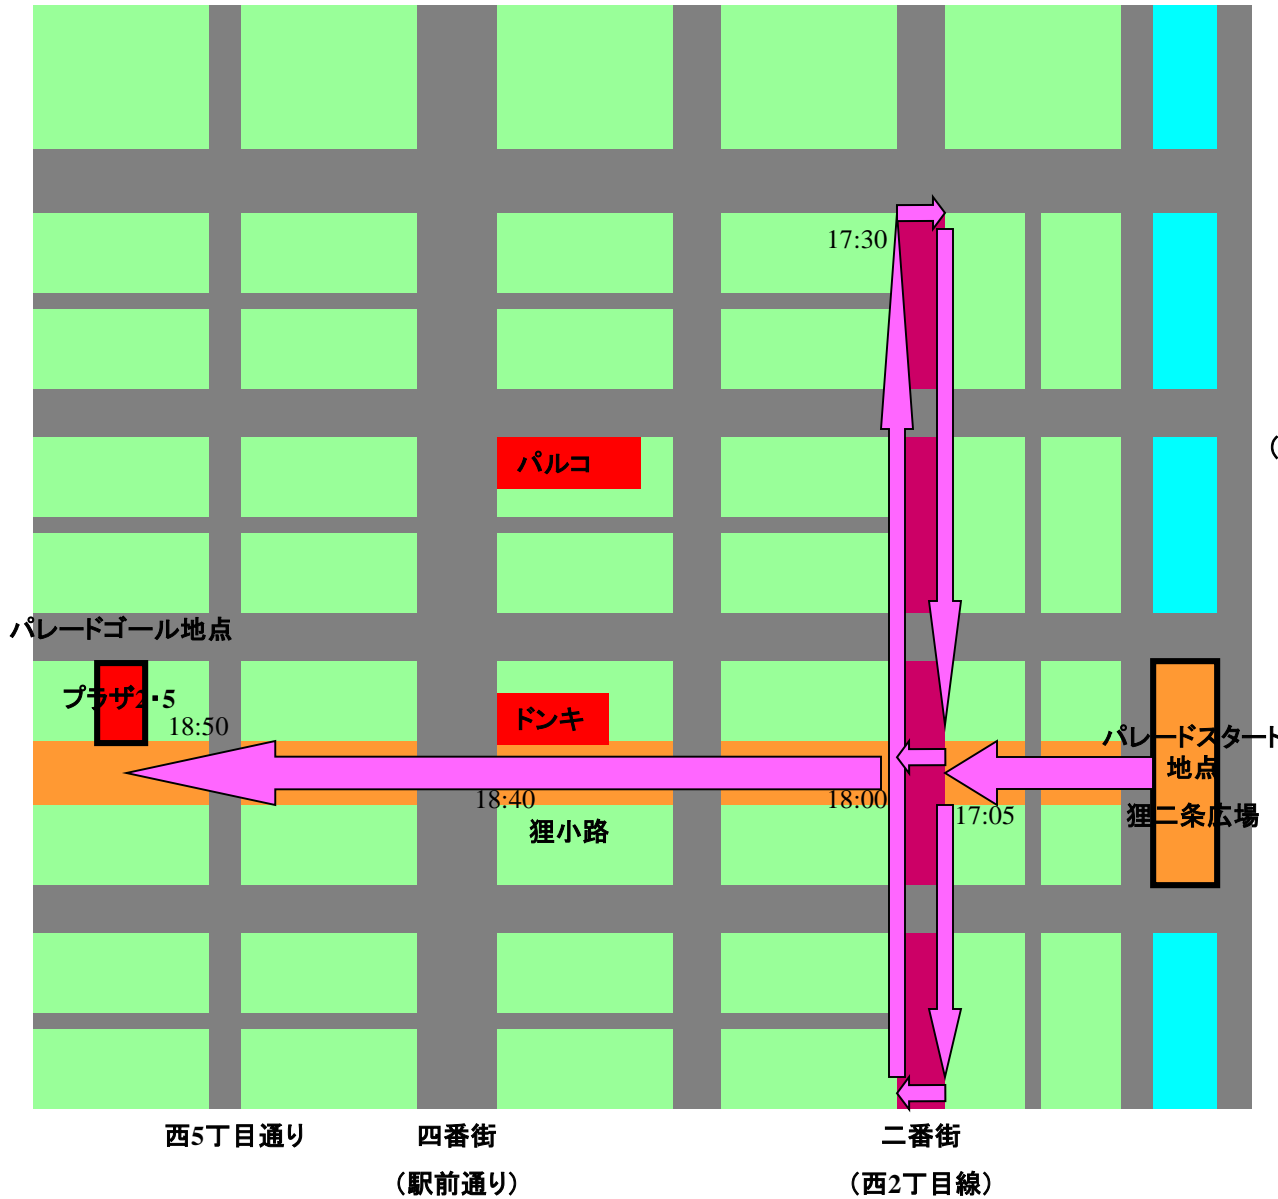 17:30
パルコ
（
パレードゴール地点
プラザ2・5
18:50
ドンキ
パレードスタート
地点
18:40
18:00
17:05
狸小路
狸二条広場
西5丁目通り
四番街
二番街
（駅前通り）
（西2丁目線）